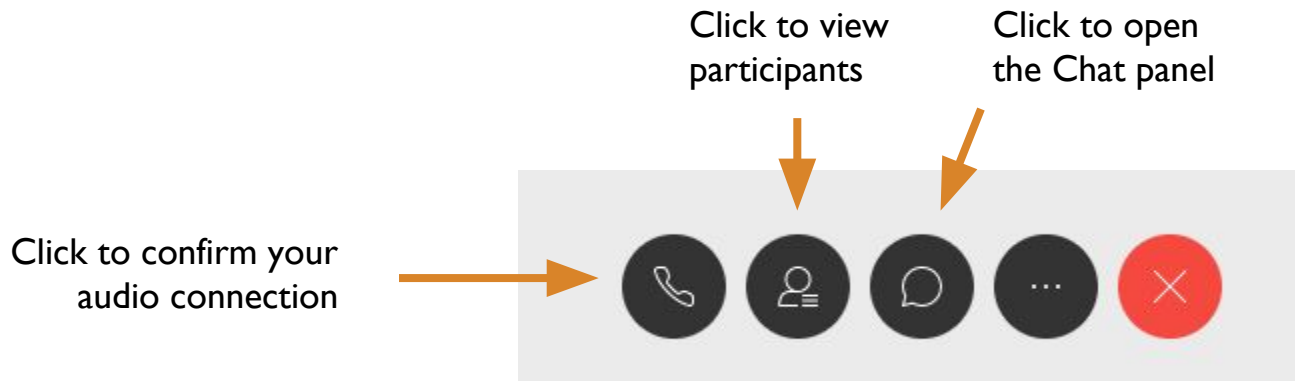 Click to view
participants
Click to open
the Chat panel
Click to confirm your
audio connection